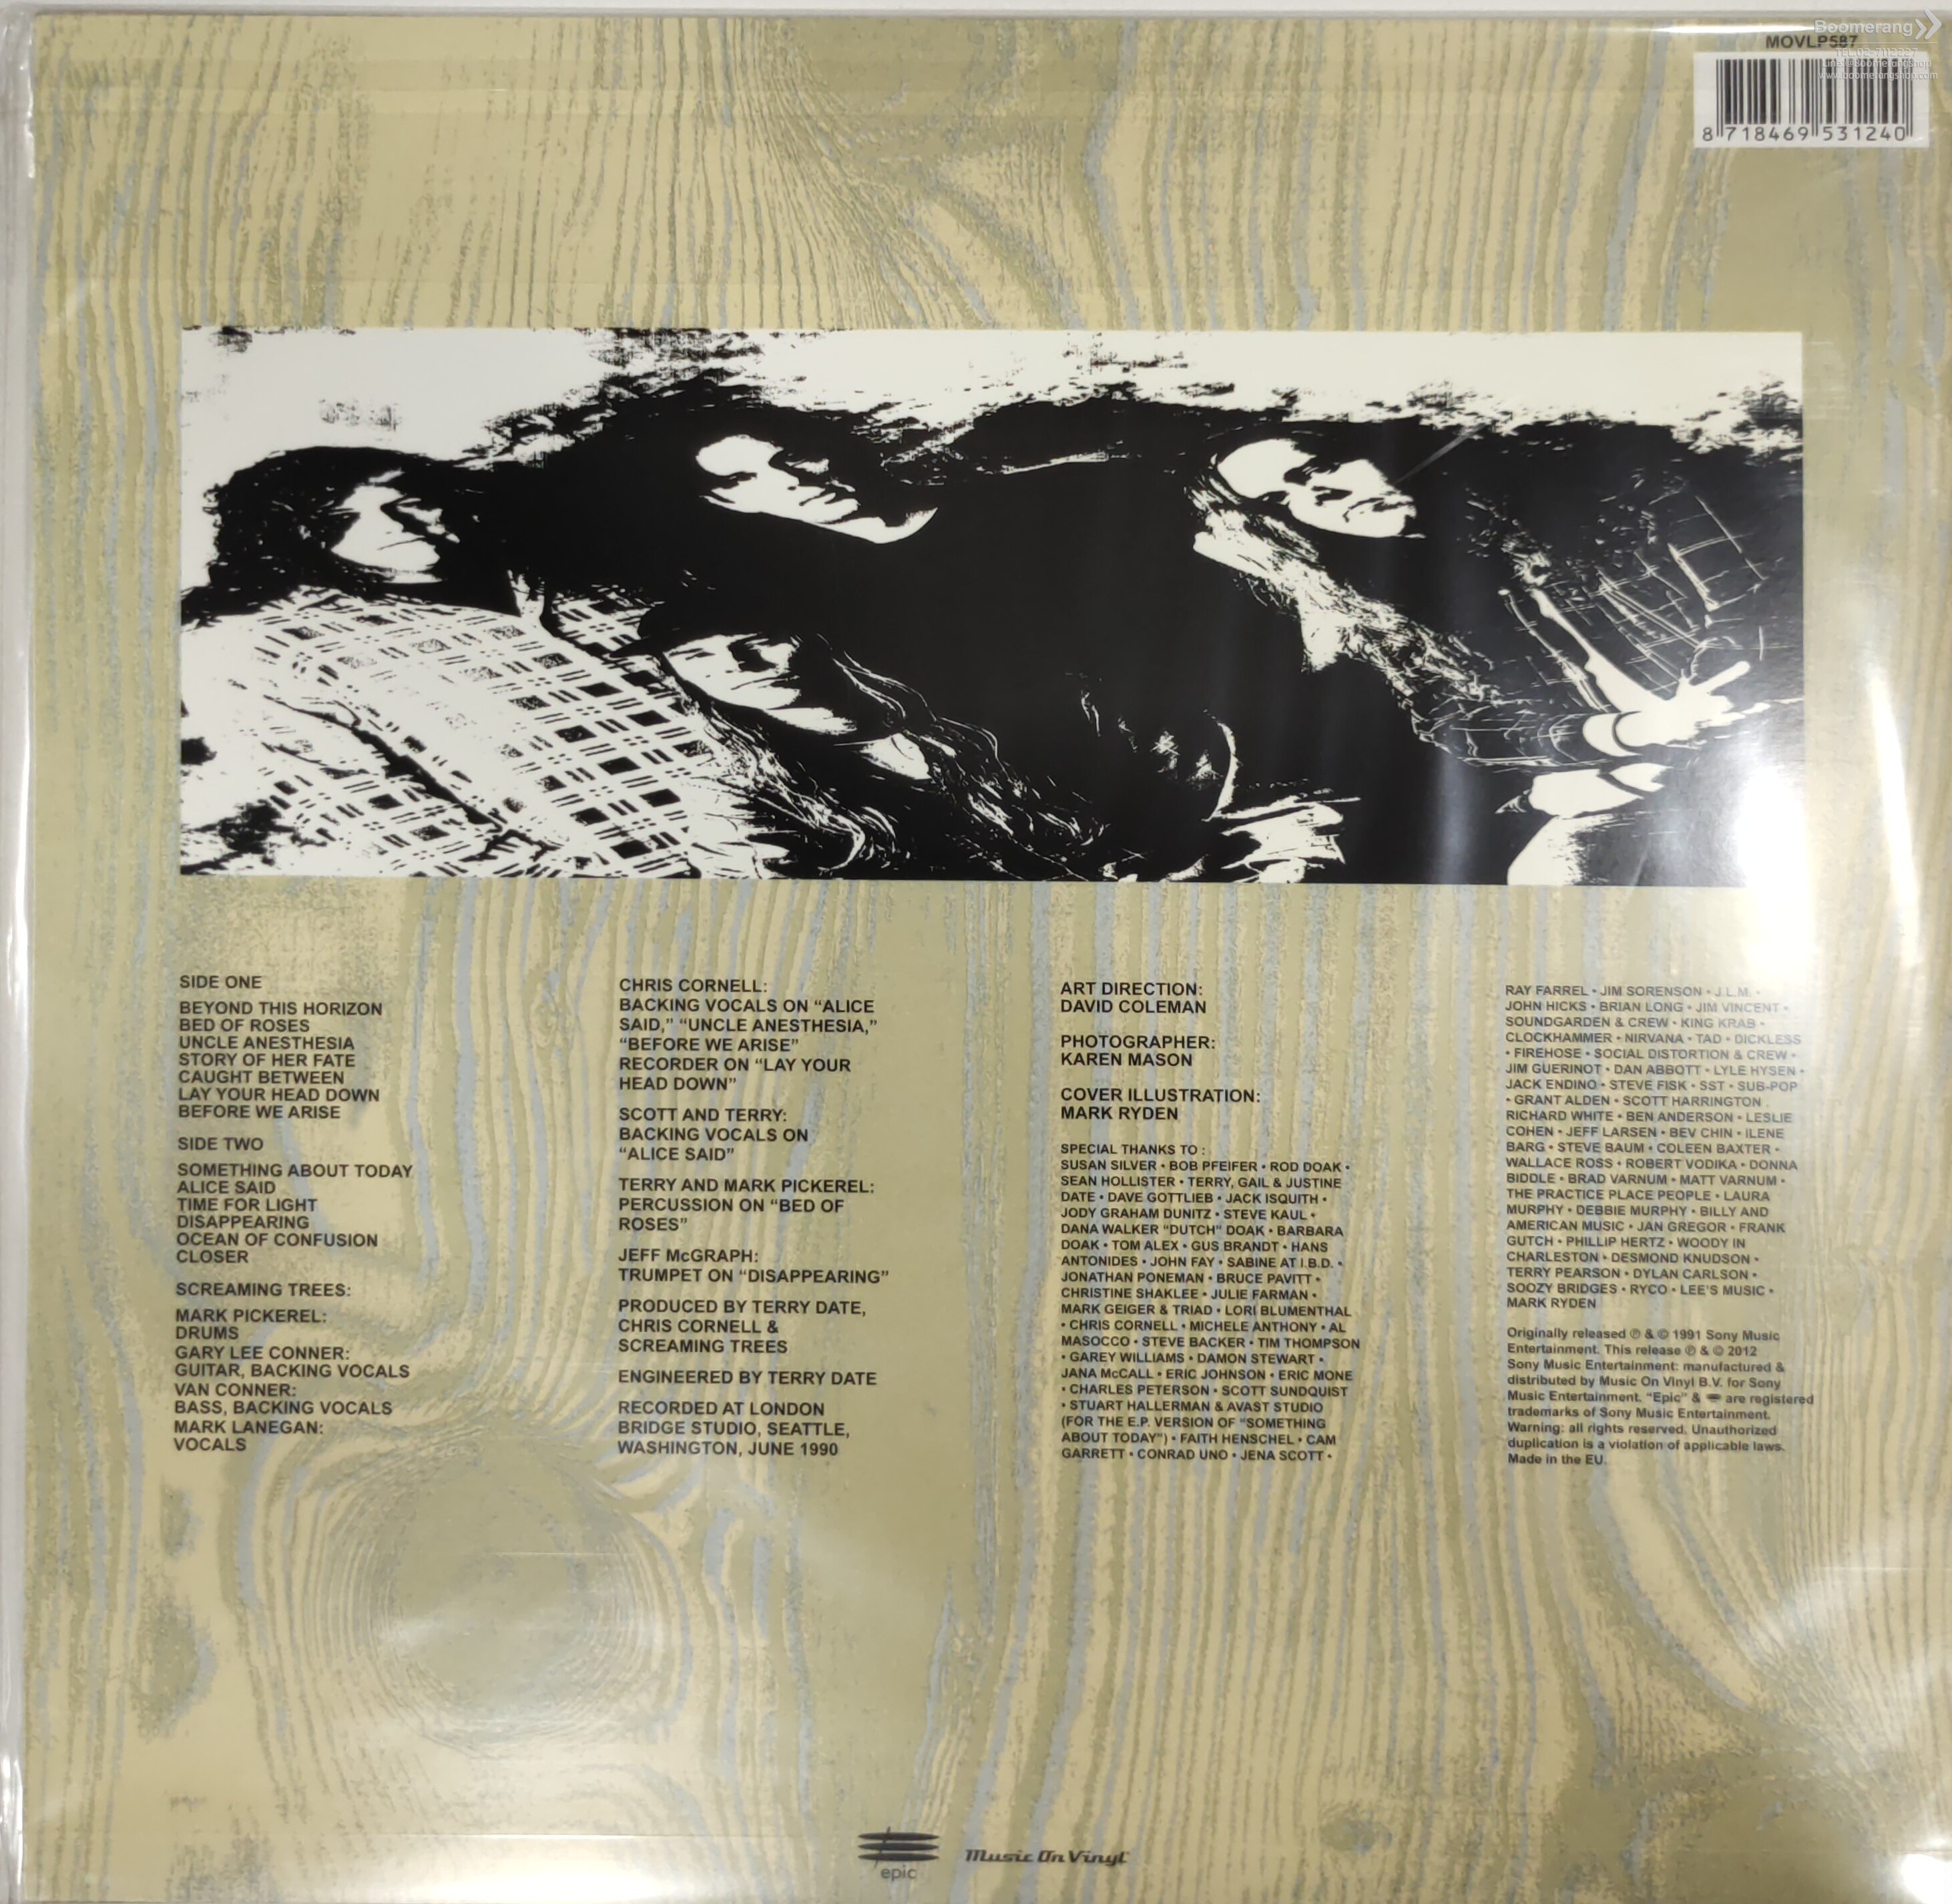 Boomerang
MOVLP587
TEL.02-7112227
www.boomerangshop.com
8 718469 531240
SIDE ONE
BEYOND THIS HORIZON
BED OF ROSES
UNCLE ANESTHESIA
STORY OF HER FATE
CAUGHT BETWEEN
LAY YOUR HEAD DOWN
BEFORE WE ARISE
SIDE TWO
SOMETHING ABOUT TODAY
ALICE SAID
TIME FOR LIGHT
DISAPPEARING
OCEAN OF CONFUSION
CLOSER
SCREAMING TREES:
MARK PICKEREL:
DRUMS
GARY LEE CONNER:
GUITAR, BACKING VOCALS
VAN CONNER:
BASS, BACKING VOCALS
MARK LANEGAN:
VOCALS
CHRIS CORNELL:
BACKING VOCALS ON “ALICE
SAID,” “UNCLE ANESTHESIA,”
“BEFORE WE ARISE”
RECORDER ON “LAY YOUR
HEAD DOWN”
SCOTT AND TERRY:
BACKING VOCALS ON
“ALICE SAID”
TERRY AND MARK PICKEREL:
PERCUSSION ON “BED OF
ROSES”
JEFF McGRAPH:
TRUMPET ON “DISAPPEARING”
PRODUCED BY TERRY DATE,
CHRIS CORNELL &
SCREAMING TREES
ENGINEERED BY TERRY DATE
RECORDED AT LONDON
BRIDGE STUDIO, SEATTLE,
WASHINGTON, JUNE 1990
ART DIRECTION:
DAVID COLEMAN
PHOTOGRAPHER:
KAREN MASON
COVER ILLUSTRATION:
MARK RYDEN
SPECIAL THANKS TO :
SUSAN SILVER • BOB PFEIFER • ROD DOAK •
SEAN HOLLISTER • TERRY, GAIL & JUSTINE
DATE • DAVE GOTTLIEB • JACK ISQUITH •
JODY GRAHAM DUNITZ • STEVE KAUL •
DANA WALKER "DUTCH" DOAK • BARBARA
DOAK • TOM ALEX • GUS BRANDT • HANS
ANTONIDES • JOHN FAY • SABINE AT I.B.D. •
JONATHAN PONEMAN • BRUCE PAVITT •
CHRISTINE SHAKLEE • JULIE FARMAN •
MARK GEIGER & TRIAD • LORI BLUMENTHAL
• CHRIS CORNELL • MICHELE ANTHONY • AL
MASOCCO • STEVE BACKER • TIM THOMPSON
• GAREY WILLIAMS • DAMON STEWART •
JANA McCALL • ERIC JOHNSON • ERIC MONE
• CHARLES PETERSON • SCOTT SUNDQUIST
• STUART HALLERMAN & AVAST STUDIO
(FOR THE E.P. VERSION OF "SOMETHING
ABOUT TODAY") • FAITH HENSCHEL • CAM
GARRETT • CONRAD UNO • JENA SCOTT •
RAY FARREL • JIM SORENSON • J.L.M. •
JOHN HICKS • BRIAN LONG • JIM VINCENT •
SOUNDGARDEN & CREW • KING KRAB •
CLOCKHAMMER • NIRVANA • TAD • DICKLESS
• FIREHOSE • SOCIAL DISTORTION & CREW •
JIM GUERINOT • DAN ABBOTT • LYLE HYSEN •
JACK ENDINO • STEVE FISK • SST • SUB-POP
• GRANT ALDEN • SCOTT HARRINGTON .
RICHARD WHITE • BEN ANDERSON • LESLIE
COHEN • JEFF LARSEN • BEV CHIN • ILENE
BARG • STEVE BAUM • COLEEN BAXTER •
WALLACE ROSS • ROBERT VODIKA • DONNA
BIDDLE • BRAD VARNUM • MATT VARNUM •
THE PRACTICE PLACE PEOPLE • LAURA
MURPHY • DEBBIE MURPHY • BILLY AND
AMERICAN MUSIC • JAN GREGOR • FRANK
GUTCH • PHILLIP HERTZ • WOODY IN
CHARLESTON • DESMOND KNUDSON •
TERRY PEARSON • DYLAN CARLSON •
SOOZY BRIDGES • RYCO • LEE'S MUSIC •
MARK RYDEN
Originally released ℗ & © 1991 Sony Music
Entertainment. This release ℗ & © 2012
Sony Music Entertainment: manufactured &
distributed by Music On Vinyl B.V. for Sony
Music Entertainment. "Epic" & are registered
trademarks of Sony Music Entertainment.
Warning: all rights reserved. Unauthorized
duplication is a violation of applicable laws.
Made in the EU.
epic
Music On Vinyl